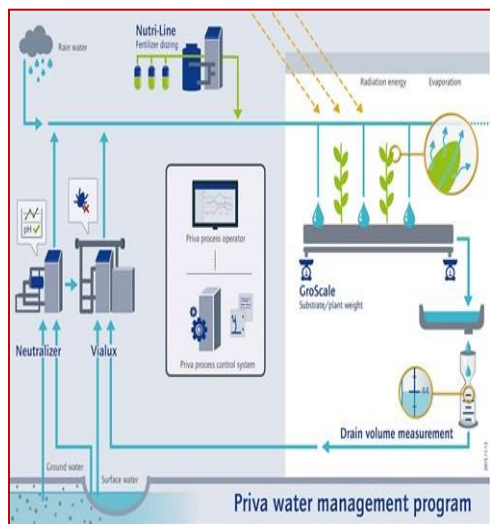 Rain water
Nutri-Line
Fertilizer dozing
Radiation energy
Evaporation
pH
Priva process operator
GroScale
Substrate/plant weight
Neutralizer
Vialux
Priva process control system
Drain volume measurement
Ground water
Surface water
Priva water management program